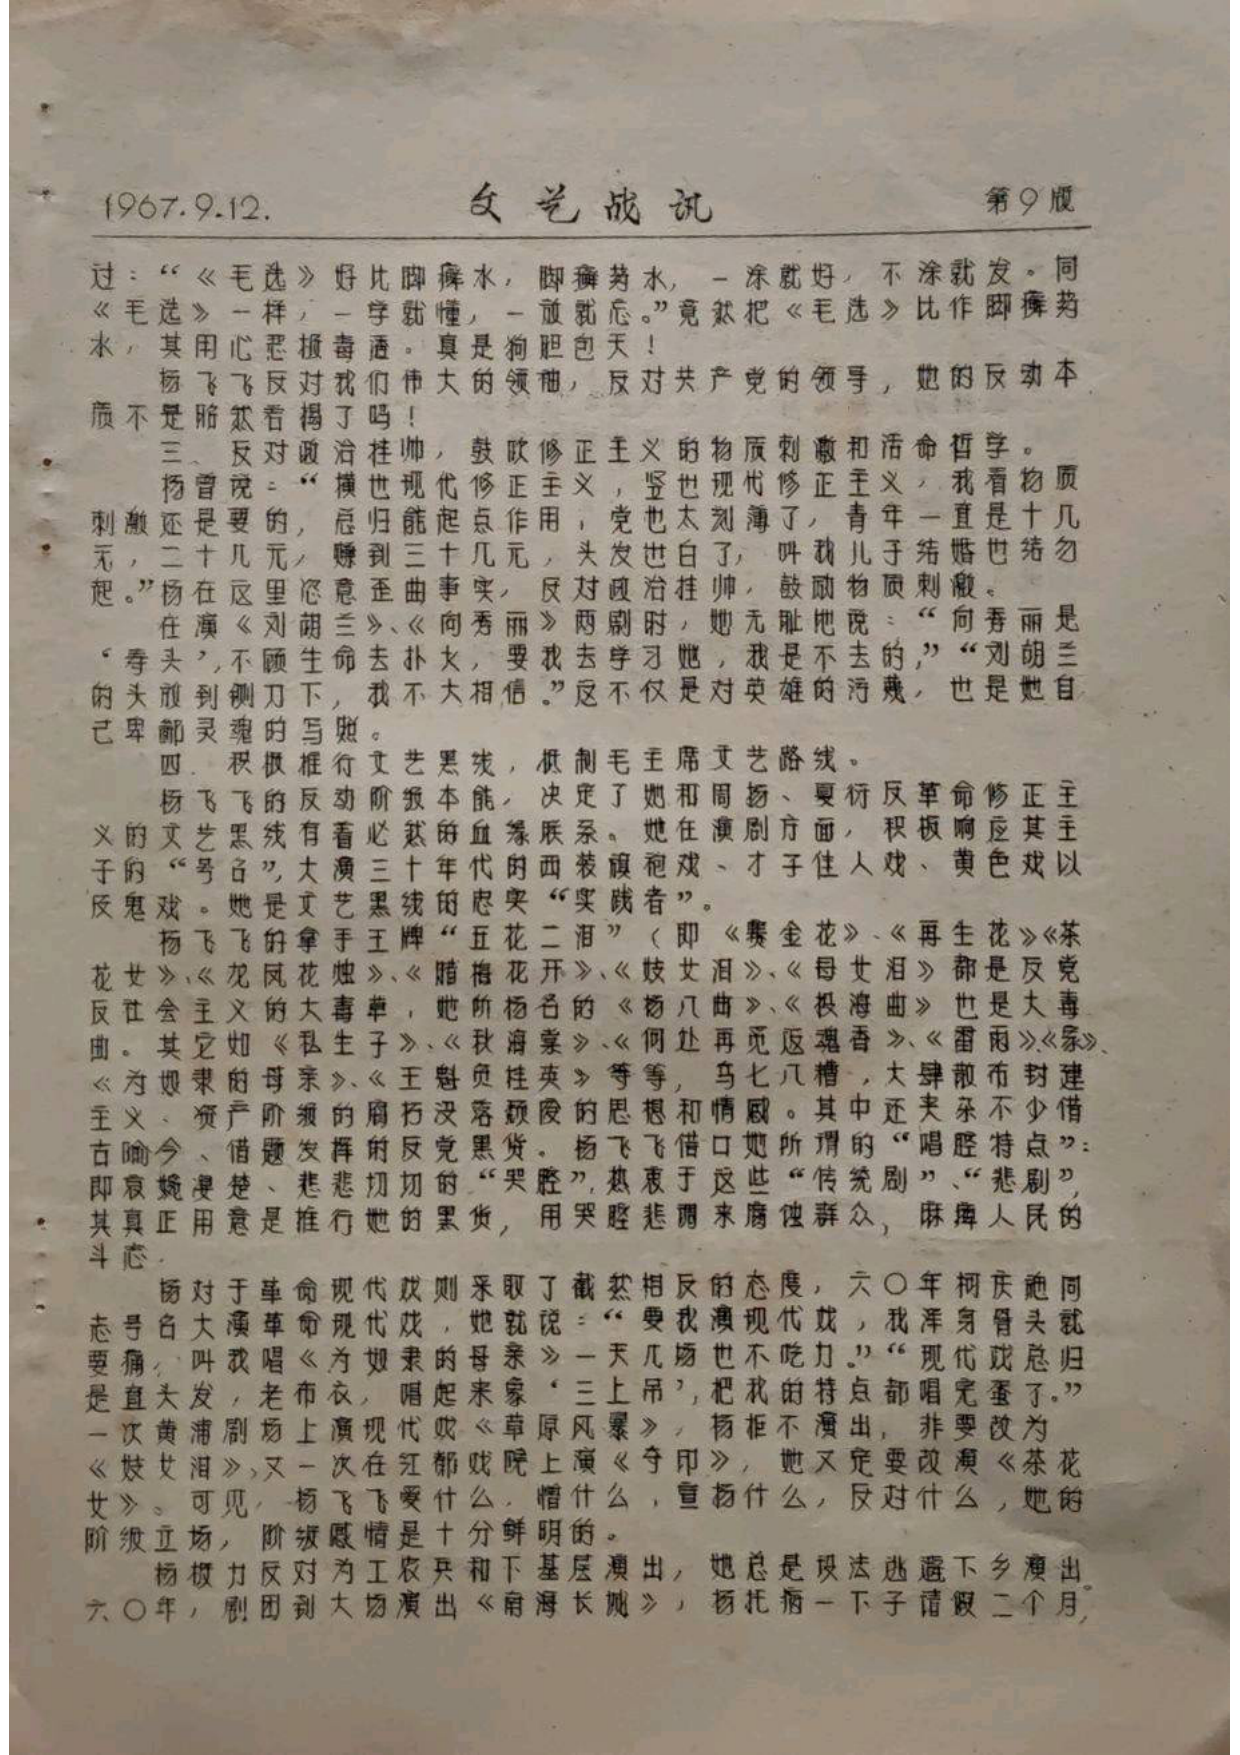 1967.9.12. 文艺战讯 第9版
过：“《毛选》好比脚癣水，脚癣药水，一涂就好，不涂就发。同
《毛选》一样，一学就懂，一放就忘。”竟然把《毛选》比作脚癣药
水，其用心恶极毒透。真是狗胆包天！
杨飞飞反对我们伟大的领袖，反对共产党的领导，她的反动本
质不是昭然若揭了吗！
三、反对政治挂帅，鼓吹修正主义的物质刺激和活命哲学。
杨曾说：“横也现代修正主义，竖也现代修正主义，我看物质
刺激还是要的，总归能起点作用，党也太刻薄了，青年一直是十几
元，二十几元，赚到三十几元，头发也白了，叫我儿子结婚也结勿
起。”杨在这里恣意歪曲事实，反对政治挂帅，鼓励物质刺激。
在演《刘胡兰》、《向秀丽》两剧时，她无耻地说：“向秀丽是
‘寿头’，不顾生命去扑火，要我去学习她，我是不去的，”“刘胡兰
的头放到铡刀下，我不大相信。”这不仅是对英雄的污蔑，也是她自
己卑鄙灵魂的写照。
四．积极推行文艺黑线，抵制毛主席文艺路线。
杨飞飞的反动阶级本能，决定了她和周扬、夏衍反革命修正主
义的文艺黑线有着必然的血缘联系。她在演剧方面，积极响应其主
子的“号召”，大演三十年代的西装旗袍戏、才子佳人戏、黄色戏以
及鬼戏。她是文艺黑线的忠实“实践者”。
杨飞飞的拿手王牌“五花二泪”（即《赛金花》、《再生花》《茶
花女》、《龙凤花烛》、《腊梅花开》、《妓女泪》、《母女泪》都是反党
反社会主义的大毒草，她阶杨名的《杨八曲》、《极海曲》也是大毒
曲。其它如《私生子》、《秋海棠》、《何处再觅返魂香》、《雷雨》、《家》、
《为奴隶的母亲》、《王魁负桂英》等等，乌七八糟，大肆散布封建
主义、资产阶级的腐朽没落颓废的思想和情感。其中还夹杂不少借
古喻今、借题发挥的反党黑货。杨飞飞借口她所谓的“唱腔特点”：
即哀婉凄楚、悲悲切切的“哭腔”，热衷于这些“传统剧”、“悲剧”，
其真正用意是推行她的黑货，用哭腔悲调来腐蚀群众，麻痹人民的
斗志．
杨对于革命现代戏则采取了截然相反的态度，六〇年柯庆施同
志号召大演革命现代戏，她就说：“要我演现代戏，我浑身骨头就
要痛，叫我唱《为奴隶的母亲》一天几场也不吃力。”“现代戏总归
是直头发，老布衣，唱起来象‘三上吊’，把我的特点都唱完蛋了。”
一次黄浦剧场上演现代戏《草原风暴》，杨拒不演出，非要改为
《妓女泪》，又一次在红都戏院上演《夺印》，她又定要改演《茶花
女》。可见，杨飞飞爱什么，憎什么，宣扬什么，反对什么，她的
阶级立场，阶级感情是十分鲜明的。
杨极力反对为工农兵和下基层演出，她总是设法逃避下乡演出。
六〇年，剧团到大场演出《南海长城》，杨托病一下子请假二个月，